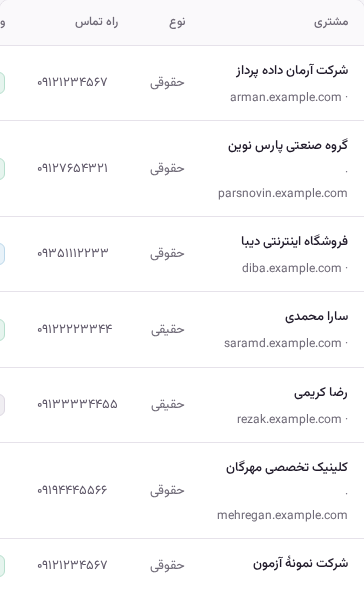 مشتری نوع راه تماس و
شرکت آرمان داده پرداز
حقوقی ۰۹۱۲۱۲۳۴۵۶۷
· arman.example.com
گروه صنعتی پارس نوین
· حقوقی ۰۹۱۲۷۶۵۴۳۲۱
parsnovin.example.com
فروشگاه اینترنتی دیبا
حقوقی ۰۹۳۵۱۱۱۲۲۳۳
· diba.example.com
سارا محمدی
حقیقی ۰۹۱۲۲۲۲۳۳۴۴
· saramd.example.com
رضا کریمی
حقیقی ۰۹۱۳۳۳۳۴۴۵۵
· rezak.example.com
کلینیک تخصصی مهرگان
· حقوقی ۰۹۱۹۴۴۴۵۵۶۶
mehregan.example.com
شرکت نمونهٔ آزمون حقوقی ۰۹۱۲۱۲۳۴۵۶۷